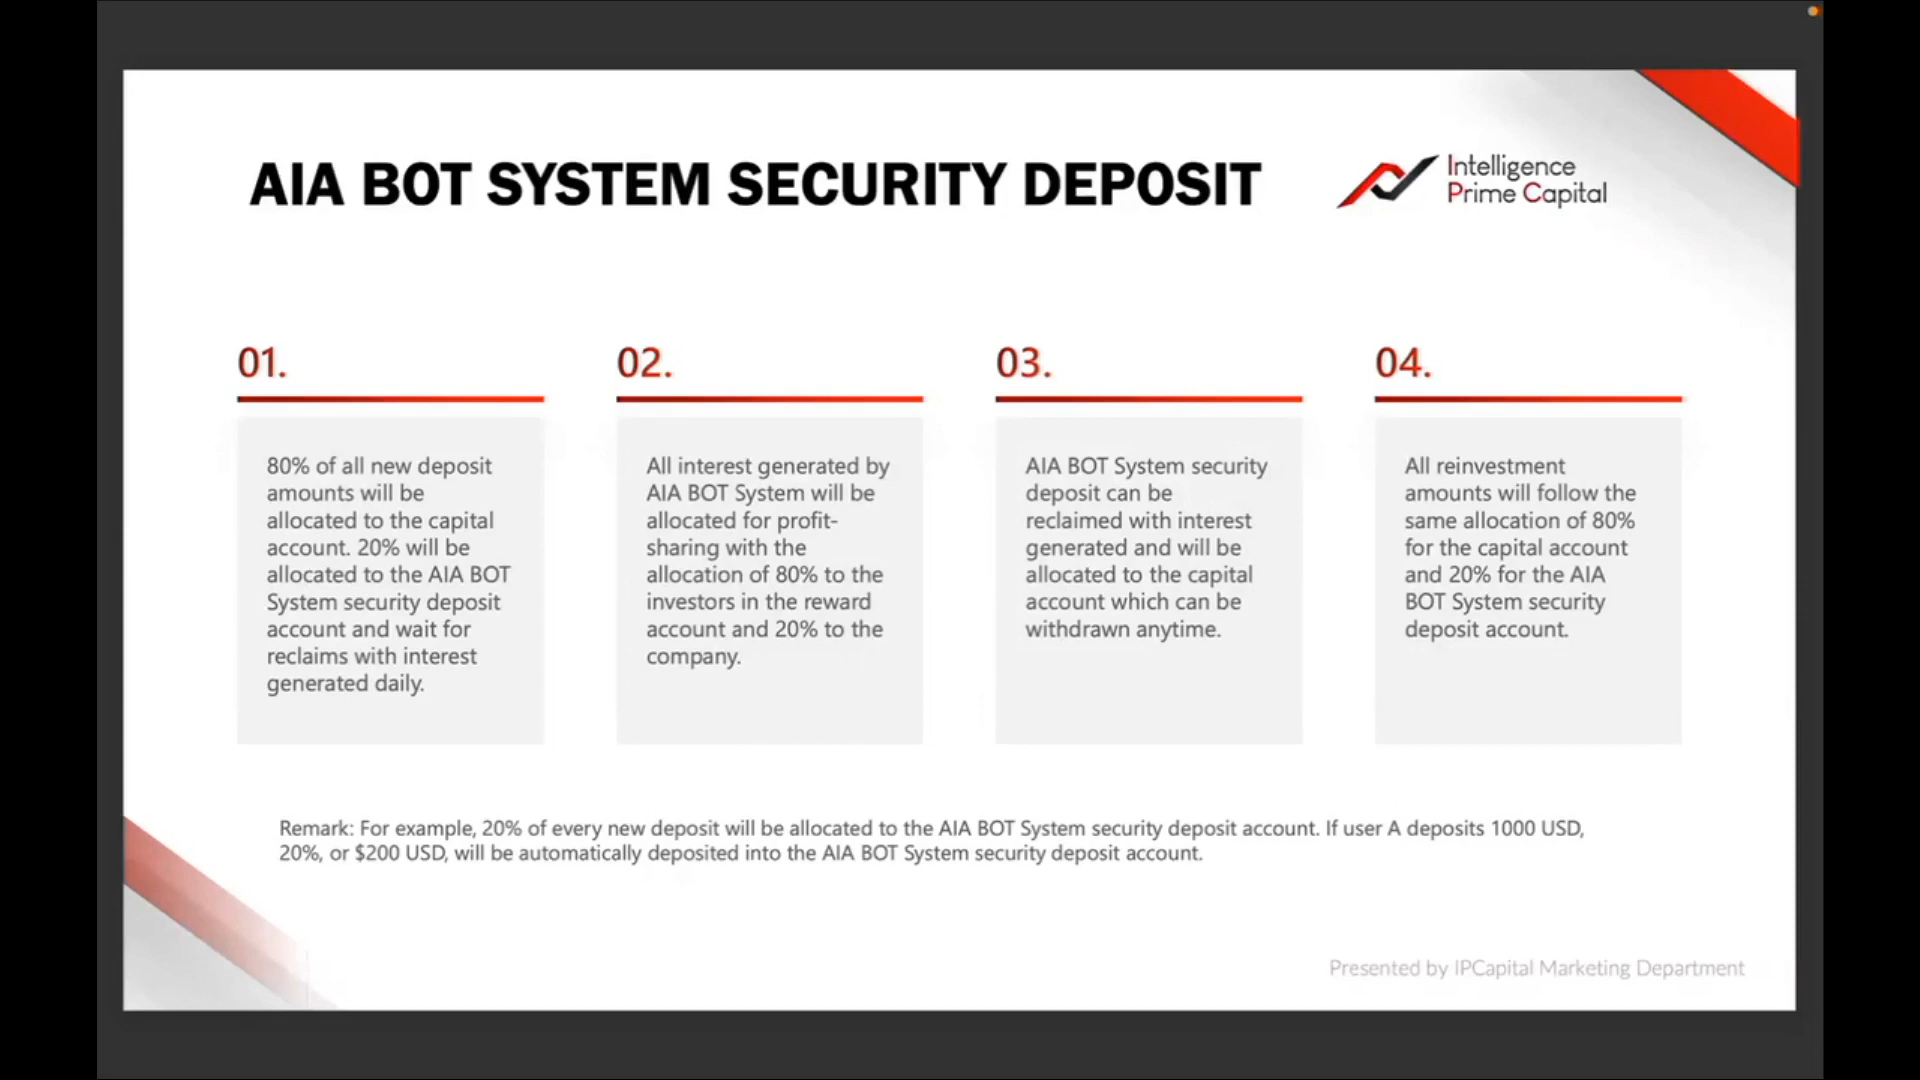 AIA BOT SYSTEM SECURITY DEPOSIT
Intelligence
Prime Capital
01.
80% of all new deposit
amounts will be
allocated to the capital
account. 20% will be
allocated to the AIA BOT
System security deposit
account and wait for
reclaims with interest
generated daily.
02.
All interest generated by
AIA BOT System will be
allocated for profit-
sharing with the
allocation of 80% to the
investors in the reward
account and 20% to the
company.
03.
AIA BOT System security
deposit can be
reclaimed with interest
generated and will be
allocated to the capital
account which can be
withdrawn anytime.
04.
All reinvestment
amounts will follow the
same allocation of 80%
for the capital account
and 20% for the AIA
BOT System security
deposit account.
Remark: For example, 20% of every new deposit will be allocated to the AIA BOT System security deposit account. If user A deposits 1000 USD,
20%, or $200 USD, will be automatically deposited into the AIA BOT System security deposit account.
Presented by IPCapital Marketing Department